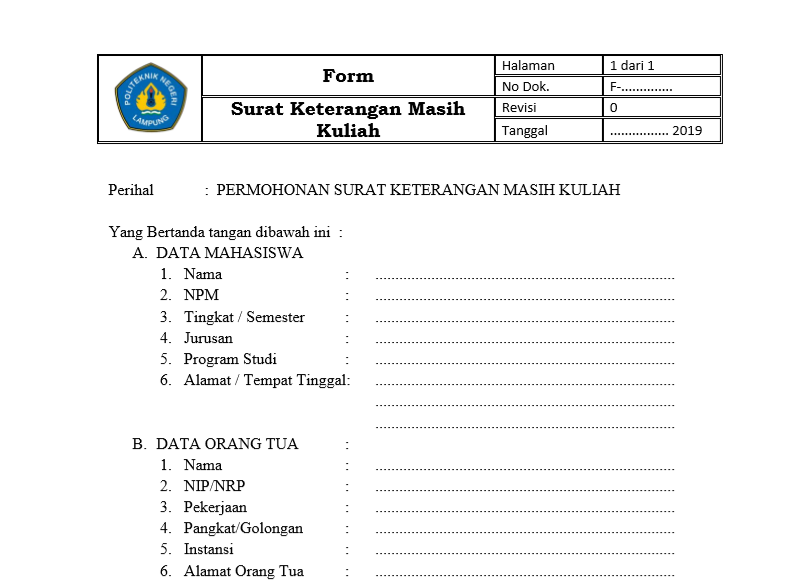 POLITEKNIK NEGERI
LAMPUNG
Form
Surat Keterangan Masih
Kuliah
Halaman 1 dari 1
No Dok. F-.............
Revisi 0
Tanggal ............... 2019
Perihal : PERMOHONAN SURAT KETERANGAN MASIH KULIAH
Yang Bertanda tangan dibawah ini :
A. DATA MAHASISWA
1. Nama : ...........................................................................
2. NPM : ...........................................................................
3. Tingkat / Semester : ...........................................................................
4. Jurusan : ...........................................................................
5. Program Studi : ...........................................................................
6. Alamat / Tempat Tinggal: ...........................................................................
...........................................................................
...........................................................................
B. DATA ORANG TUA :
1. Nama : ...........................................................................
2. NIP/NRP : ...........................................................................
3. Pekerjaan : ...........................................................................
4. Pangkat/Golongan : ...........................................................................
5. Instansi : ...........................................................................
6. Alamat Orang Tua : ...........................................................................